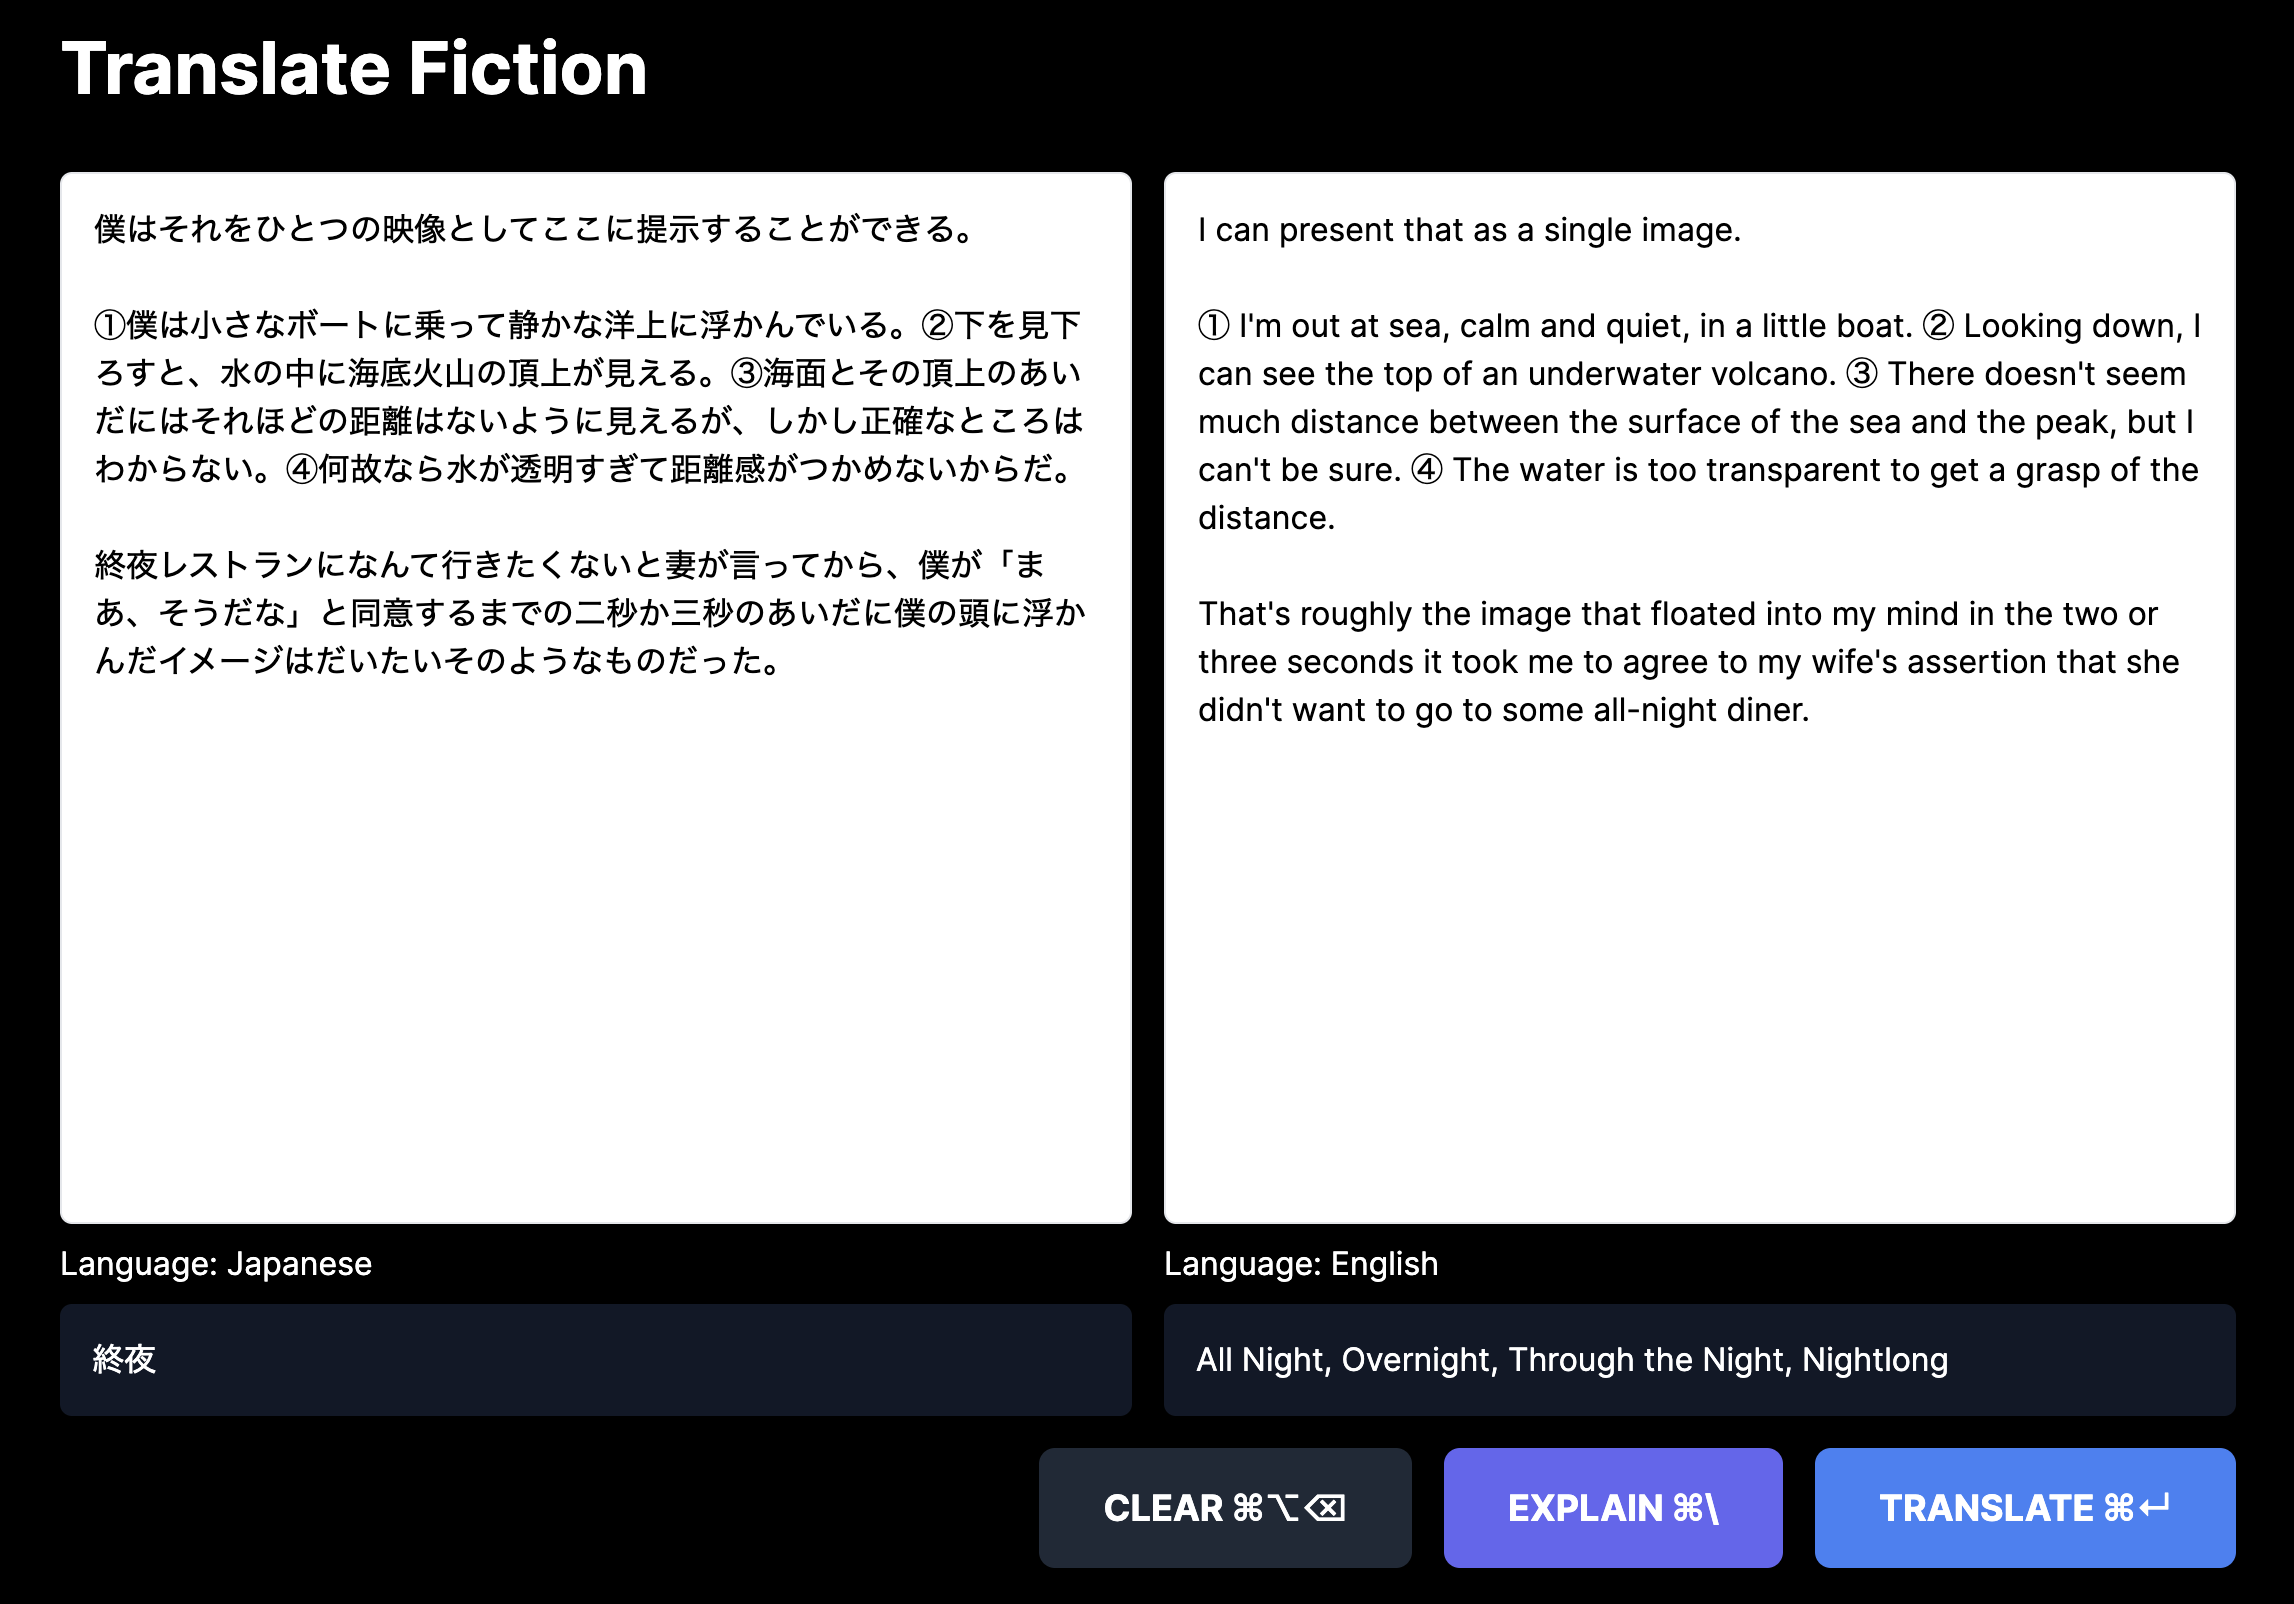 Translate Fiction
僕はそれをひとつの映像としてここに提示することができる。
①僕は小さなボートに乗って静かな洋上に浮かんでいる。②下を見下
ろすと、水の中に海底火山の頂上が見える。③海面とその頂上のあい
だにはそれほどの距離はないように見えるが、しかし正確なところは
わからない。④何故なら水が透明すぎて距離感がつかめないからだ。
終夜レストランになんて行きたくないと妻が言ってから、僕が「ま
あ、そうだな」と同意するまでの二秒か三秒のあいだに僕の頭に浮か
んだイメージはだいたいそのようなものだった。
I can present that as a single image.
① I'm out at sea, calm and quiet, in a little boat. ② Looking down, I
can see the top of an underwater volcano. ③ There doesn't seem
much distance between the surface of the sea and the peak, but I
can't be sure. ④ The water is too transparent to get a grasp of the
distance.
That's roughly the image that floated into my mind in the two or
three seconds it took me to agree to my wife's assertion that she
didn't want to go to some all-night diner.
Language: Japanese
Language: English
終夜
All Night, Overnight, Through the Night, Nightlong
CLEAR ⌘⌥⌫
EXPLAIN ⌘\
TRANSLATE ⌘↵